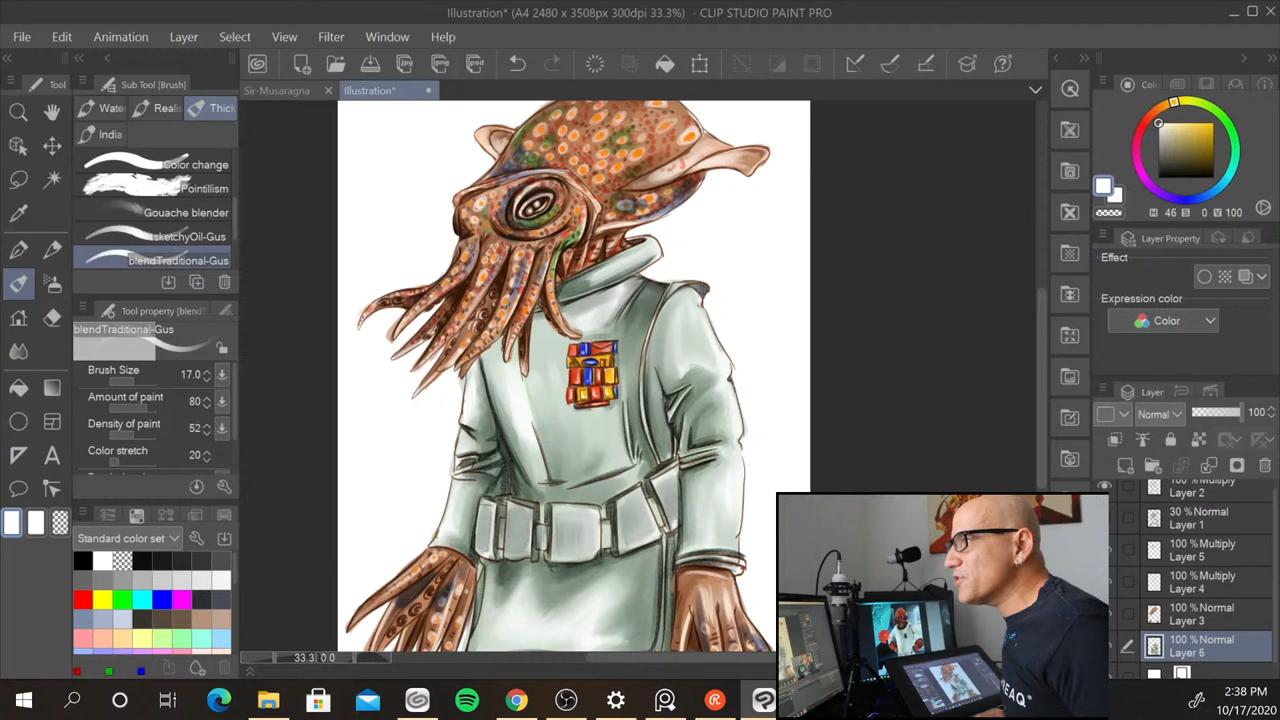 Illustration* (A4 2480 x 3508px 300dpi 33.3%) - CLIP STUDIO PAINT PRO
File Edit Animation Layer Select View Filter Window Help
Tool
Sub Tool [Brush]
Wate
Reali
Thick
India
Color change
Pointillism
Gouache blender
sketchyOil-Gus
blendTraditional-Gus
Tool property [blendT
blendTraditional-Gus
Brush Size 17.0
Amount of paint 80
Density of paint 52
Color stretch 20
Standard color set
Sir-Musaragna
Illustration*
33.3 0.0
Colo
H 46 S 0 V 100
Layer Property
Effect
Expression color
Color
Layer
Normal 100
100 % Multiply
Layer 2
30 % Normal
Layer 1
100 % Multiply
Layer 5
100 % Multiply
Layer 4
100 % Normal
Layer 3
100 % Normal
Layer 6
REAQ
2:38 PM
10/17/2020